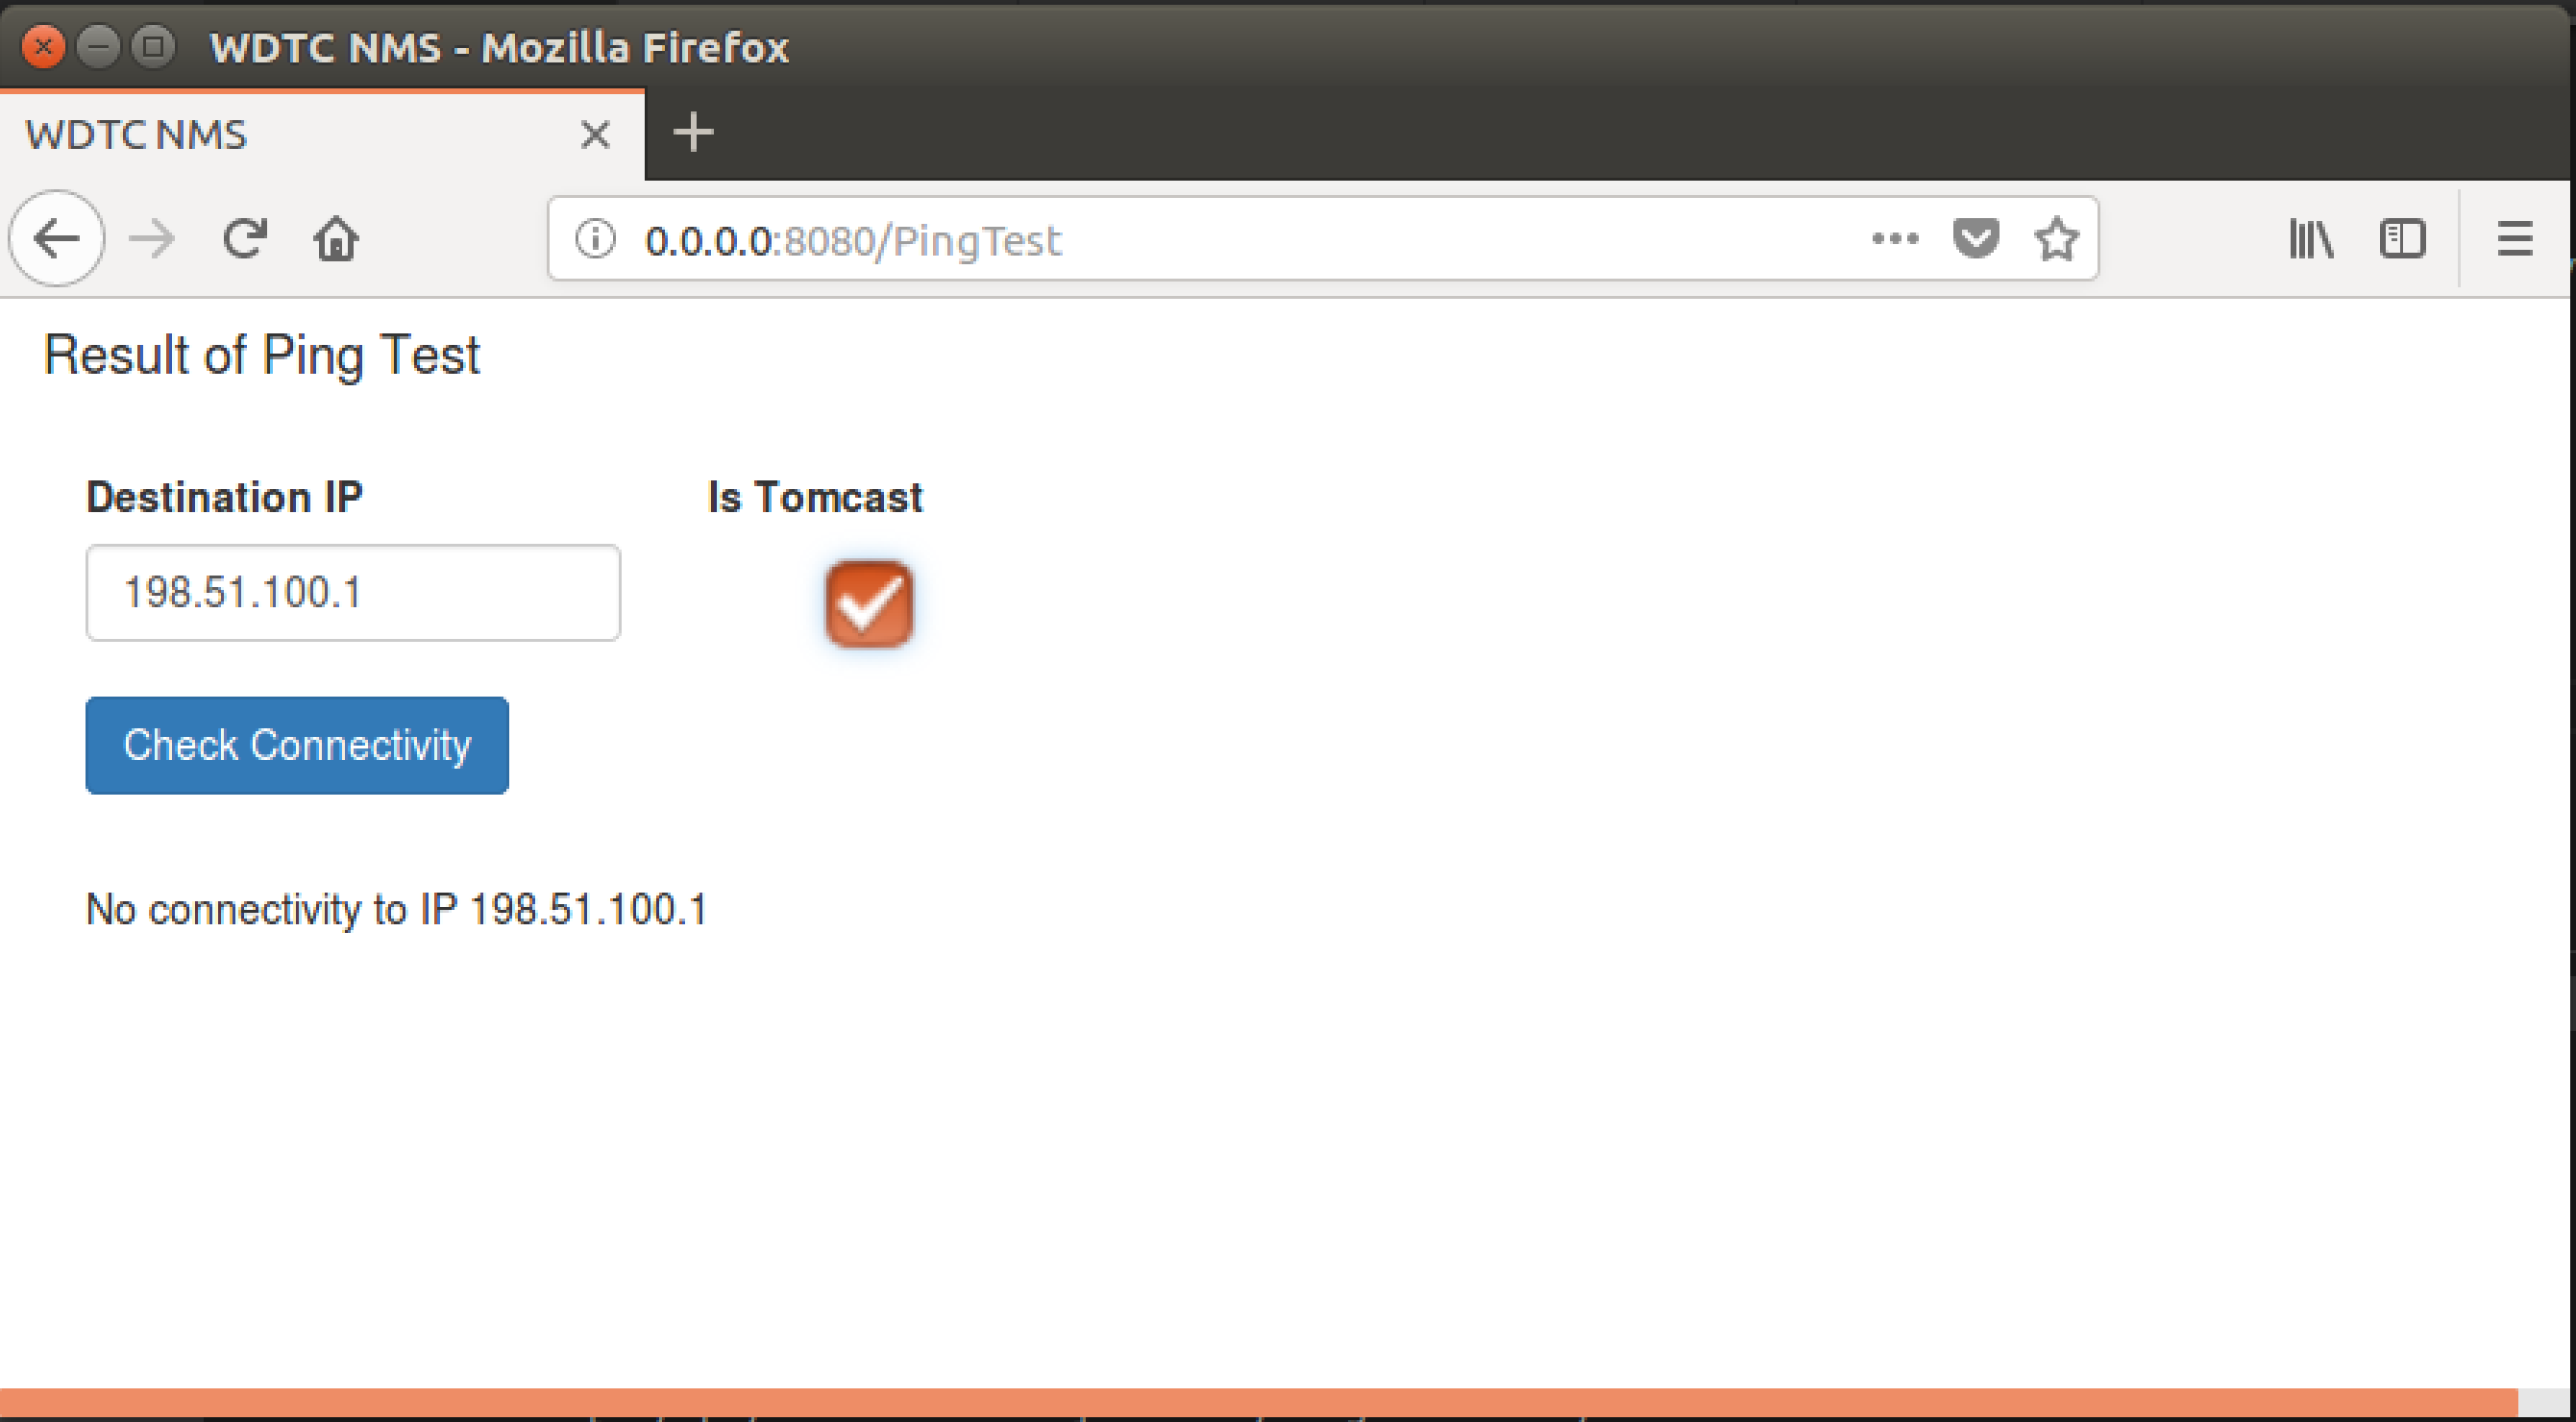 WDTC NMS - Mozilla Firefox
WDTC NMS
0.0.0.0:8080/PingTest
Result of Ping Test
Destination IP Is Tomcast
198.51.100.1
Check Connectivity
No connectivity to IP 198.51.100.1